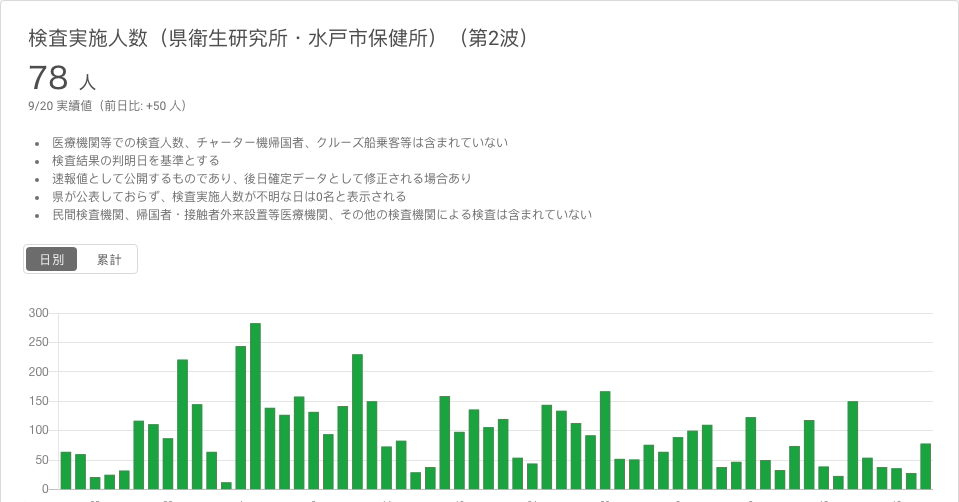 検査実施人数（県衛生研究所・水戸市保健所）（第2波）
78 人
9/20 実績値（前日比: +50 人）
医療機関等での検査人数、チャーター機帰国者、クルーズ船乗客等は含まれていない
検査結果の判明日を基準とする
速報値として公開するものであり、後日確定データとして修正される場合あり
県が公表しておらず、検査実施人数が不明な日は0名と表示される
民間検査機関、帰国者・接触者外来設置等医療機関、その他の検査機関による検査は含まれていない
日別 累計
300
250
200
150
100
50
0